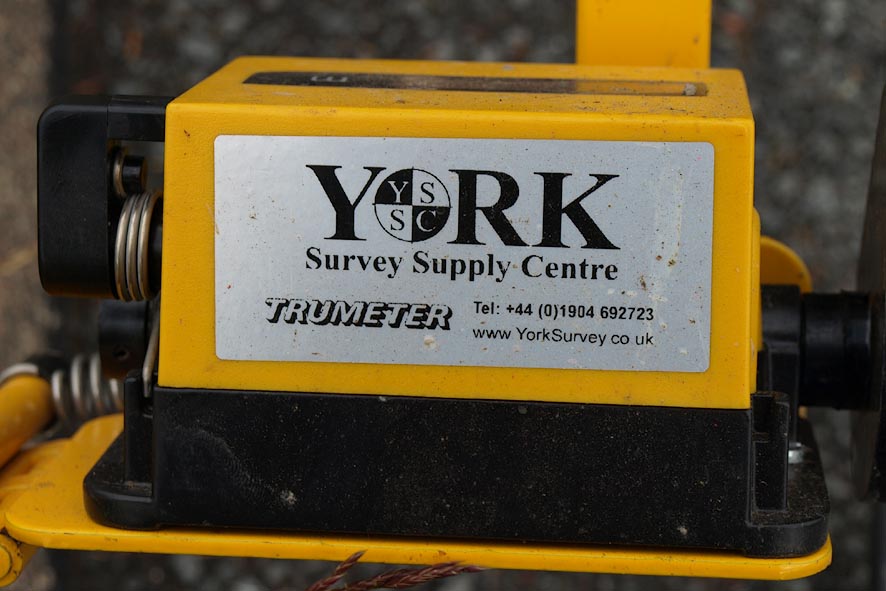 YORK
YS
SC
Survey Supply Centre
TRUMETER
Tel: +44 (0)1904 692723
www YorkSurvey co uk